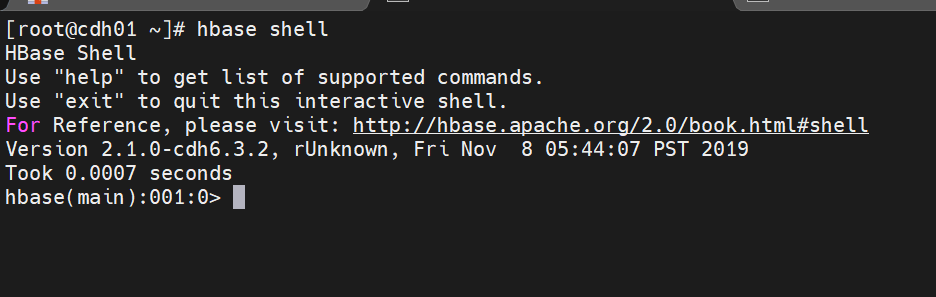 [root@cdh01 ~]# hbase shell
HBase Shell
Use "help" to get list of supported commands.
Use "exit" to quit this interactive shell.
For Reference, please visit: http://hbase.apache.org/2.0/book.html#shell
Version 2.1.0-cdh6.3.2, rUnknown, Fri Nov  8 05:44:07 PST 2019
Took 0.0007 seconds
hbase(main):001:0>